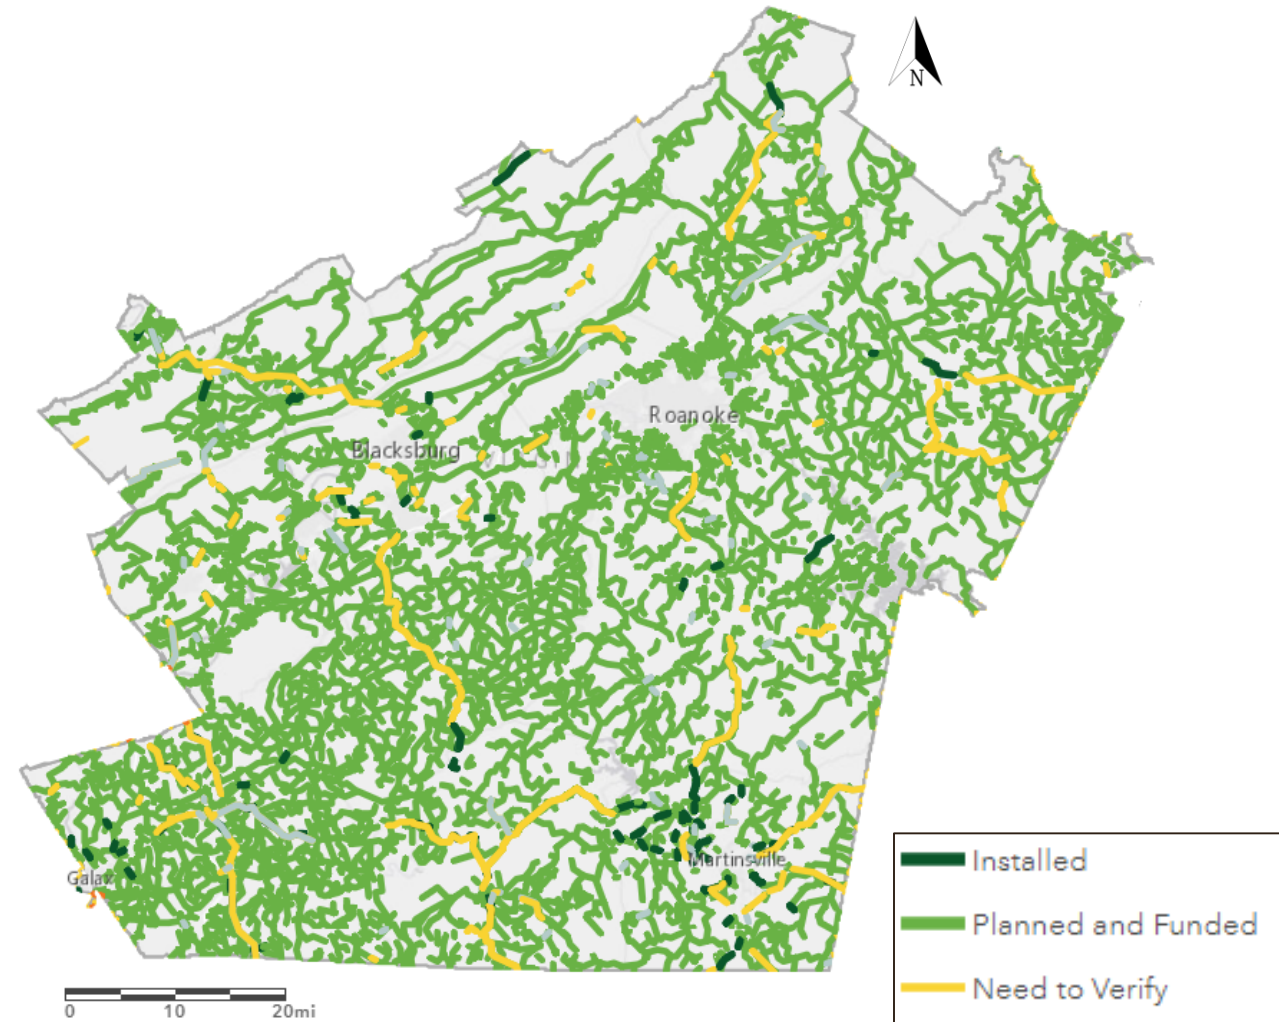 N
Roanoke
Blacksburg
Martinsville
Galax
Installed
Planned and Funded
Need to Verify
0 10 20mi